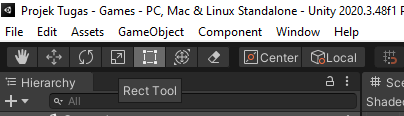 Projek Tugas - Games - PC, Mac & Linux Standalone - Unity 2020.3.48f1
File Edit Assets GameObject Component Window Help
Center Local
Hierarchy
All
Rect Tool
Shaded